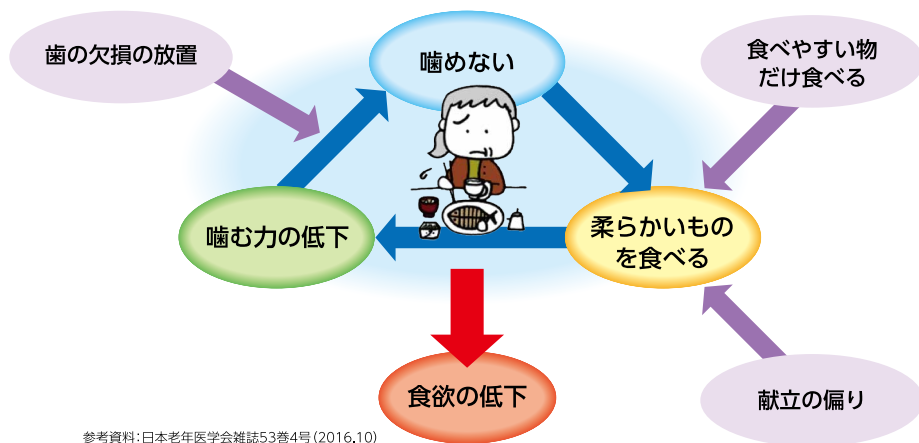 歯の欠損の放置
噛めない
食べやすい物
だけ食べる
噛む力の低下
柔らかいもの
を食べる
食欲の低下
献立の偏り
参考資料:日本老年医学会雑誌53巻4号(2016.10)